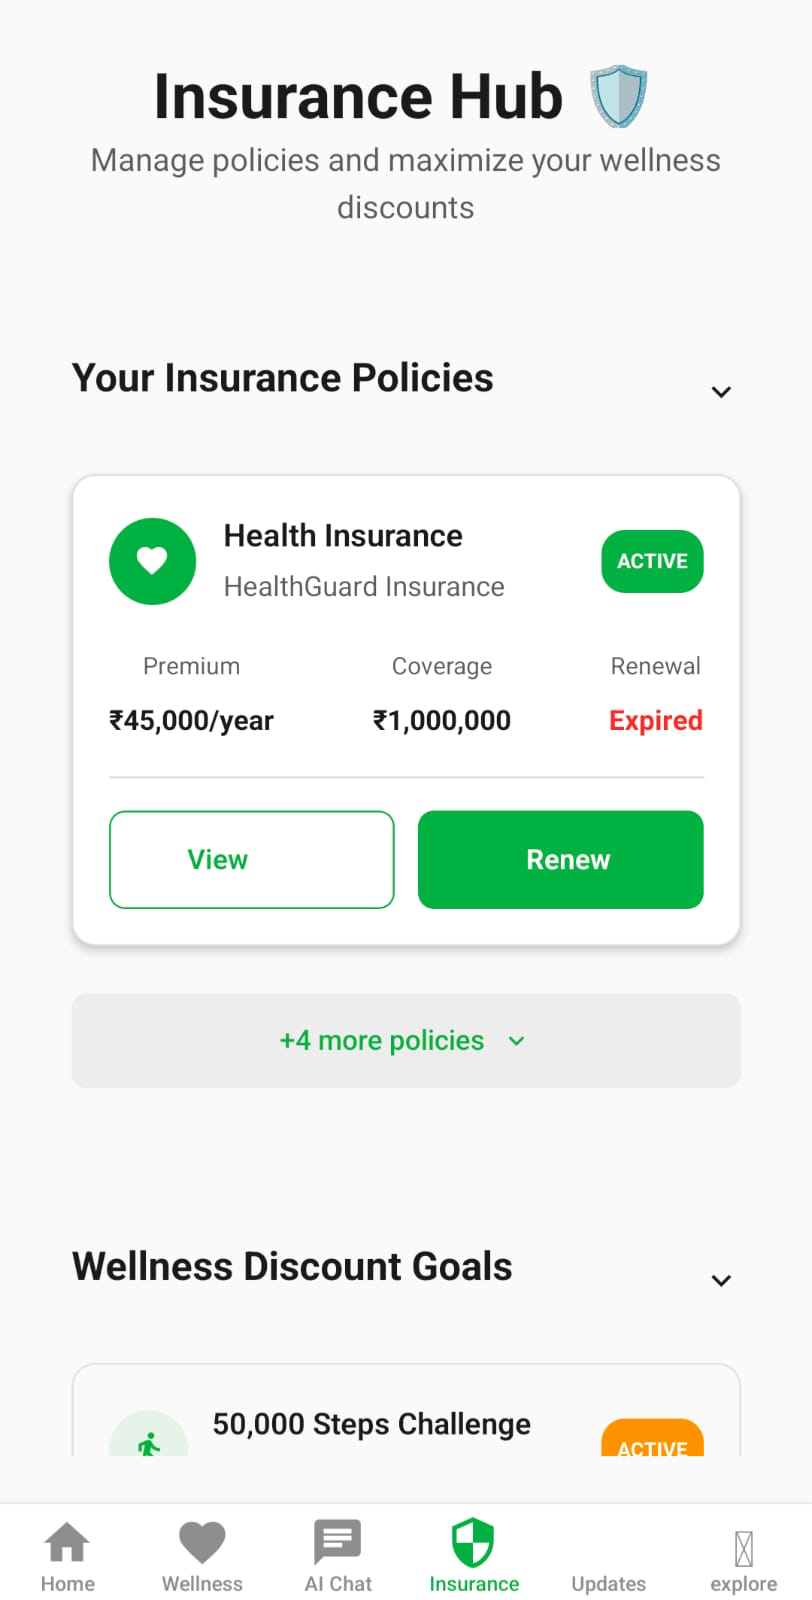 Insurance Hub
Manage policies and maximize your wellness
discounts
Your Insurance Policies
Health Insurance
HealthGuard Insurance
ACTIVE
Premium
Coverage
Renewal
₹45,000/year
₹1,000,000
Expired
View
Renew
+4 more policies
Wellness Discount Goals
50,000 Steps Challenge
ACTIVE
Home
Wellness
AI Chat
Insurance
Updates
explore